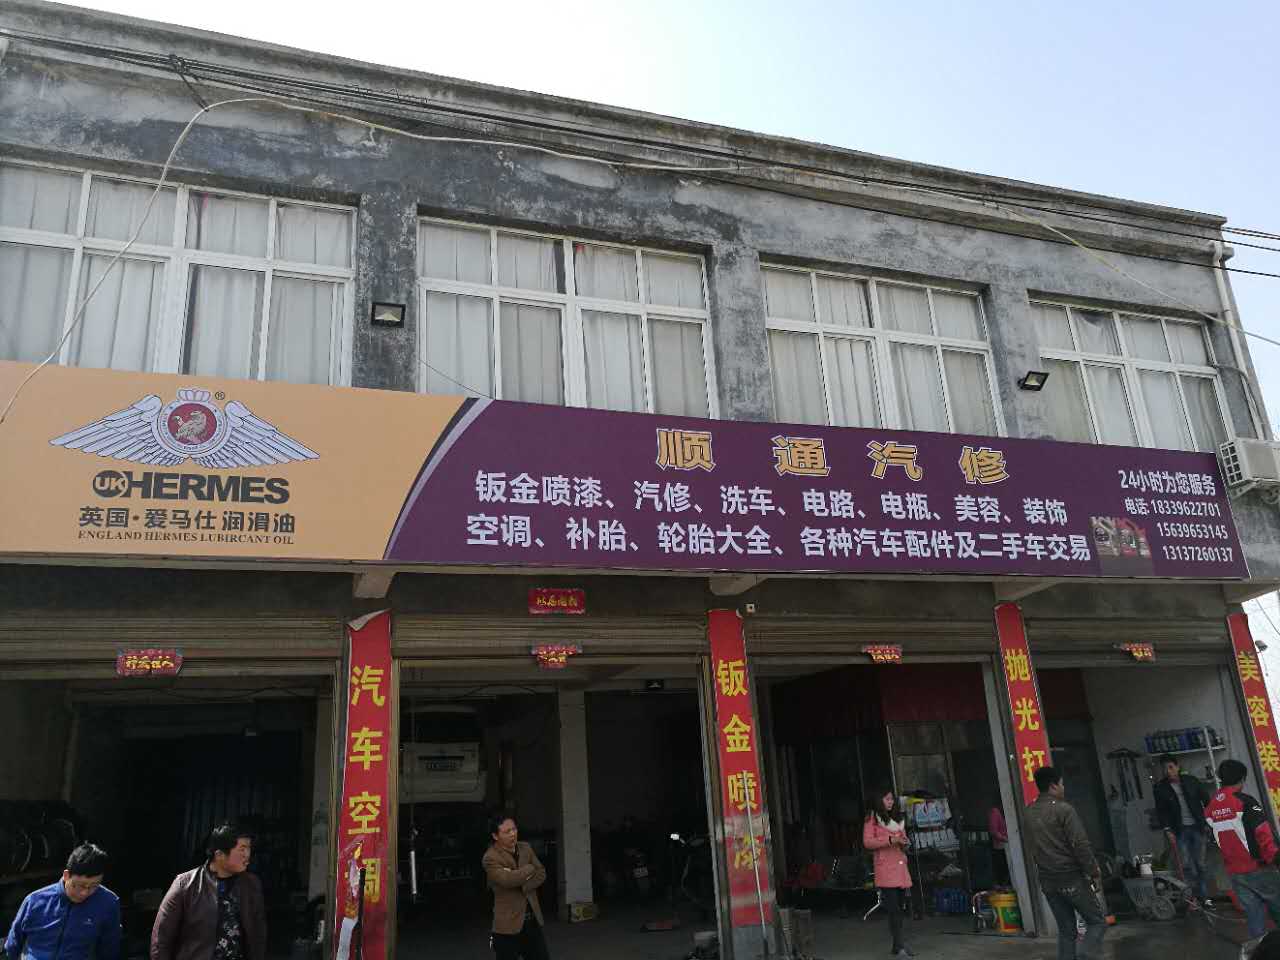 UK HERMES
英国·爱马仕润滑油
ENGLAND HERMES LUBIRCANT OIL
顺通汽修
钣金喷漆、汽修、洗车、电路、电瓶、美容、装饰
空调、补胎、轮胎大全、各种汽车配件及二手车交易
24小时为您服务
电话: 18339622701
15639653145
13137260137
汽车空调
钣金喷漆
抛光打
美容装